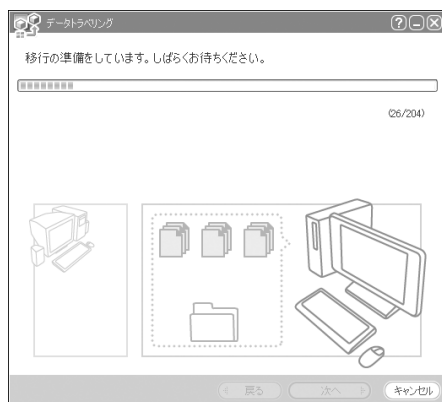 データトラベリング
移行の準備をしています。しばらくお待ちください。
(26/204)
戻る
次へ
キャンセル